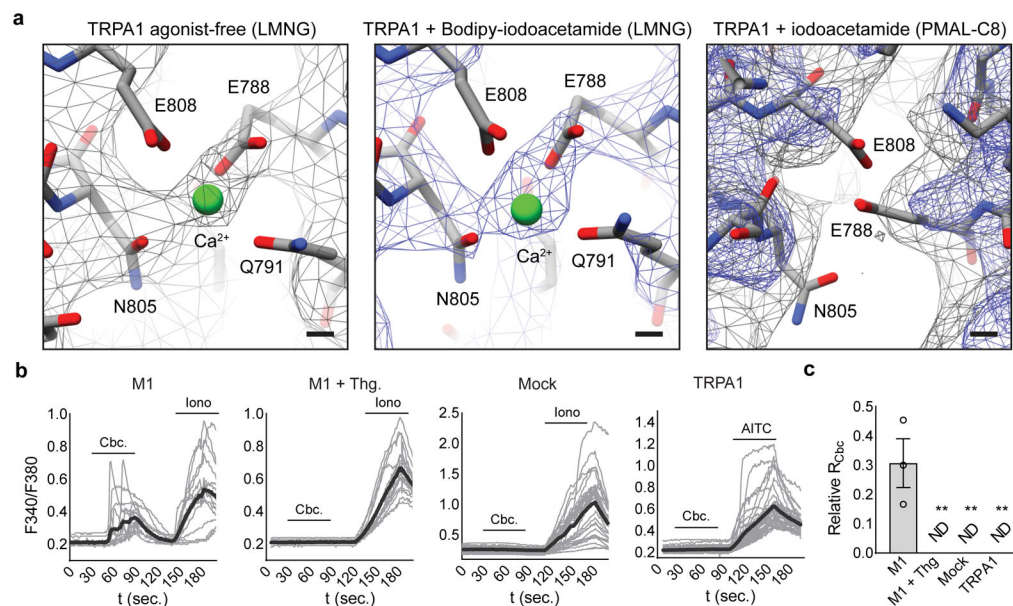 a
TRPA1 agonist-free (LMNG)
TRPA1 + Bodipy-iodoacetamide (LMNG)
TRPA1 + iodoacetamide (PMAL-C8)
E808
E788
Ca²⁺
Q791
N805
E808
E788
Ca²⁺
Q791
N805
E808
E788
N805
b
M1
M1 + Thg.
Mock
TRPA1
F340/F380
1.0
0.8
0.6
0.4
0.2
Cbc.
Iono
0 30 60 90 120 150 180
t (sec.)
1.0
0.8
0.6
0.4
0.2
Cbc.
Iono
0 30 60 90 120 150 180
t (sec.)
2.5
2.0
1.5
1.0
0.5
Cbc.
Iono
0 30 60 90 120 150 180
t (sec.)
1.6
1.4
1.2
1.0
0.8
0.6
0.4
0.2
Cbc.
AITC
0 30 60 90 120 150 180
t (sec.)
c
Relative R_Cbc
0.5
0.4
0.3
0.2
0.1
0.0
** ** **
ND ND ND
M1
M1 + Thg
Mock
TRPA1